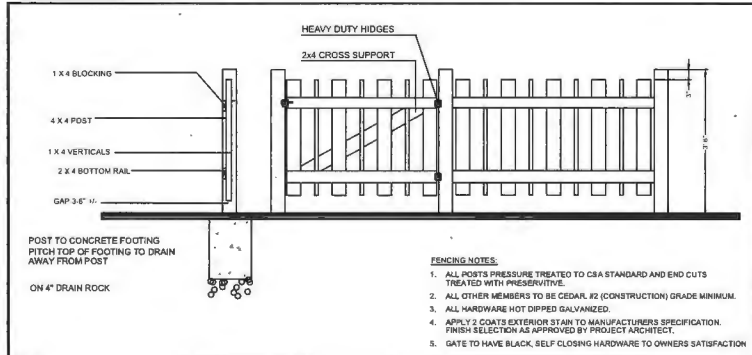 HEAVY DUTY HIDGES
2x4 CROSS SUPPORT
1 X 4 BLOCKING
4 X 4 POST
1 X 4 VERTICALS
2 X 4 BOTTOM RAIL
GAP 3-6" +/-
3"
3'6"
POST TO CONCRETE FOOTING
PITCH TOP OF FOOTING TO DRAIN
AWAY FROM POST
ON 4" DRAIN ROCK
FENCING NOTES:
1. ALL POSTS PRESSURE TREATED TO CSA STANDARD AND END CUTS
TREATED WITH PRESERVITIVE.
2. ALL OTHER MEMBERS TO BE CEDAR, #2 (CONSTRUCTION) GRADE MINIMUM.
3. ALL HARDWARE HOT DIPPED GALVANIZED.
4. APPLY 2 COATS EXTERIOR STAIN TO MANUFACTURERS SPECIFICATION.
FINISH SELECTION AS APPROVED BY PROJECT ARCHITECT.
5. GATE TO HAVE BLACK, SELF CLOSING HARDWARE TO OWNERS SATISFACTION